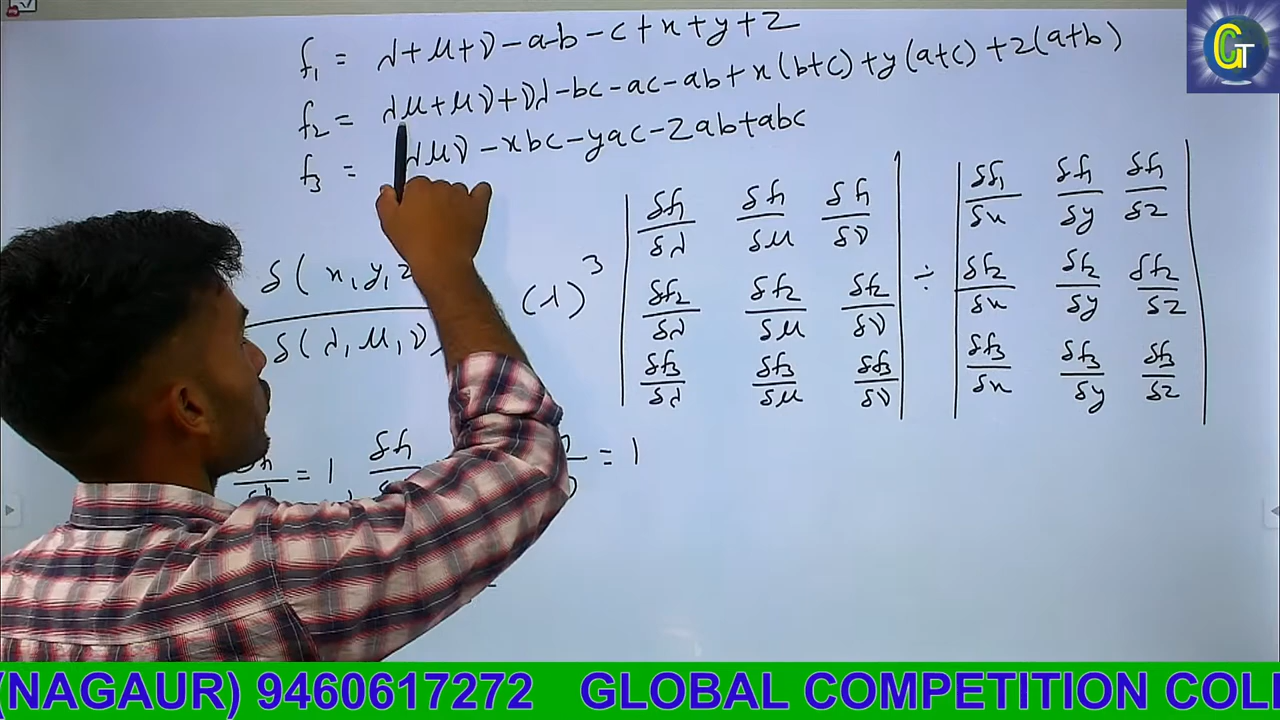 f₁ = λ+μ+ν-a-b-c+x+y+z
f₂ = λμ+μν+νλ-bc-ac-ab+x(b+c)+y(a+c)+z(a+b)
f₃ = λμν-xbc-yac-zab+abc
δ(x,y,z
δ(λ,μ,ν)
(λ)³
| δf₁/δλ δf₁/δμ δf₁/δν | ÷ | δf₁/δx δf₁/δy δf₁/δz |
| δf₂/δλ δf₂/δμ δf₂/δν | | δf₂/δx δf₂/δy δf₂/δz |
| δf₃/δλ δf₃/δμ δf₃/δν | | δf₃/δx δf₃/δy δf₃/δz |
= 1, δf₁ = 1
GT
(NAGAUR) 9460617272 GLOBAL COMPETITION COLL